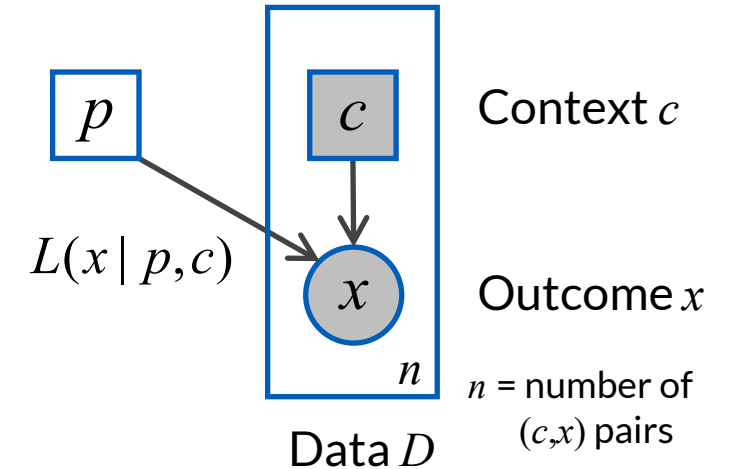 p
c
Context c
L(x | p, c)
x
Outcome x
n
n = number of
(c,x) pairs
Data D